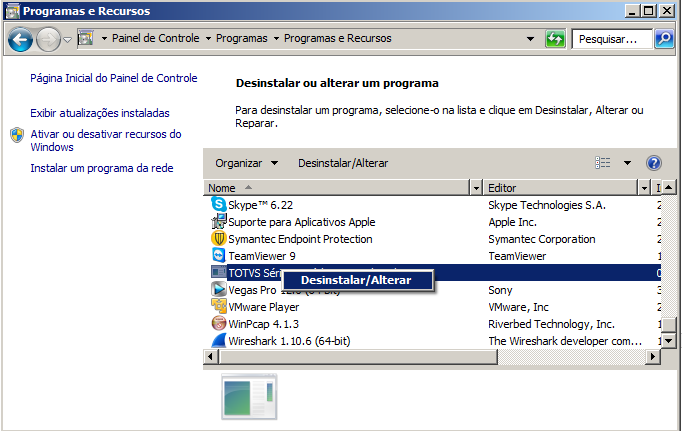 Programas e Recursos
Painel de Controle Programas Programas e Recursos Pesquisar...
Página Inicial do Painel de Controle
Exibir atualizações instaladas
Ativar ou desativar recursos do
Windows
Instalar um programa da rede
Desinstalar ou alterar um programa
Para desinstalar um programa, selecione-o na lista e clique em Desinstalar, Alterar ou
Reparar.
Organizar Desinstalar/Alterar
Nome Editor
Skype™ 6.22 Skype Technologies S.A. 2
Suporte para Aplicativos Apple Apple Inc. 2
Symantec Endpoint Protection Symantec Corporation 2
TeamViewer 9 TeamViewer 1
TOTVS 0
Desinstalar/Alterar
Vegas Pro Sony 3
VMware Player VMware, Inc 2
WinPcap 4.1.3 Riverbed Technology, Inc. 1
Wireshark 1.10.6 (64-bit) The Wireshark developer com... 1